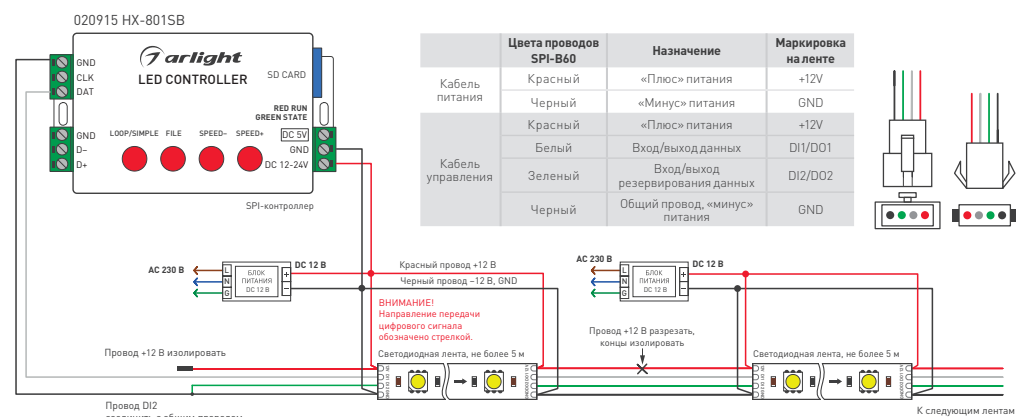 020915 HX-801SB
GND
CLK
DAT
arlight
LED CONTROLLER
SD CARD
RED RUN
GREEN STATE
LOOP/SIMPLE FILE SPEED– SPEED+
GND
D–
D+
DC 5V
GND
DC 12-24V
SPI-контроллер
Цвета проводов SPI-B60 Назначение Маркировка на ленте
Кабель питания
Красный «Плюс» питания +12V
Черный «Минус» питания GND
Кабель управления
Красный «Плюс» питания +12V
Белый Вход/выход данных DI1/DO1
Зеленый Вход/выход резервирования данных DI2/DO2
Черный Общий провод, «минус» питания GND
AC 230 В
L
N
G
БЛОК
ПИТАНИЯ
DC 12 В
+
–
DC 12 В
Красный провод +12 В
Черный провод –12 В, GND
ВНИМАНИЕ!
Направление передачи
цифрового сигнала
обозначено стрелкой.
AC 230 В
L
N
G
БЛОК
ПИТАНИЯ
DC 12 В
+
–
DC 12 В
Провод +12 В разрезать,
концы изолировать
Провод +12 В изолировать
Светодиодная лента, не более 5 м
Светодиодная лента, не более 5 м
Провод DI2
К следующим лентам